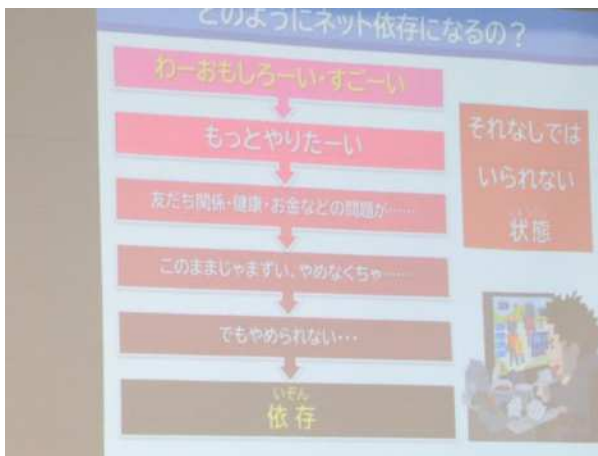 どのようにネット依存になるの？
わーおもしろーい・すごーい
もっとやりたーい
友だち関係・健康・お金などの問題が……
このままじゃまずい、やめなくちゃ……
でもやめられない…
いぞん
依存
それなしでは
いられない
状態